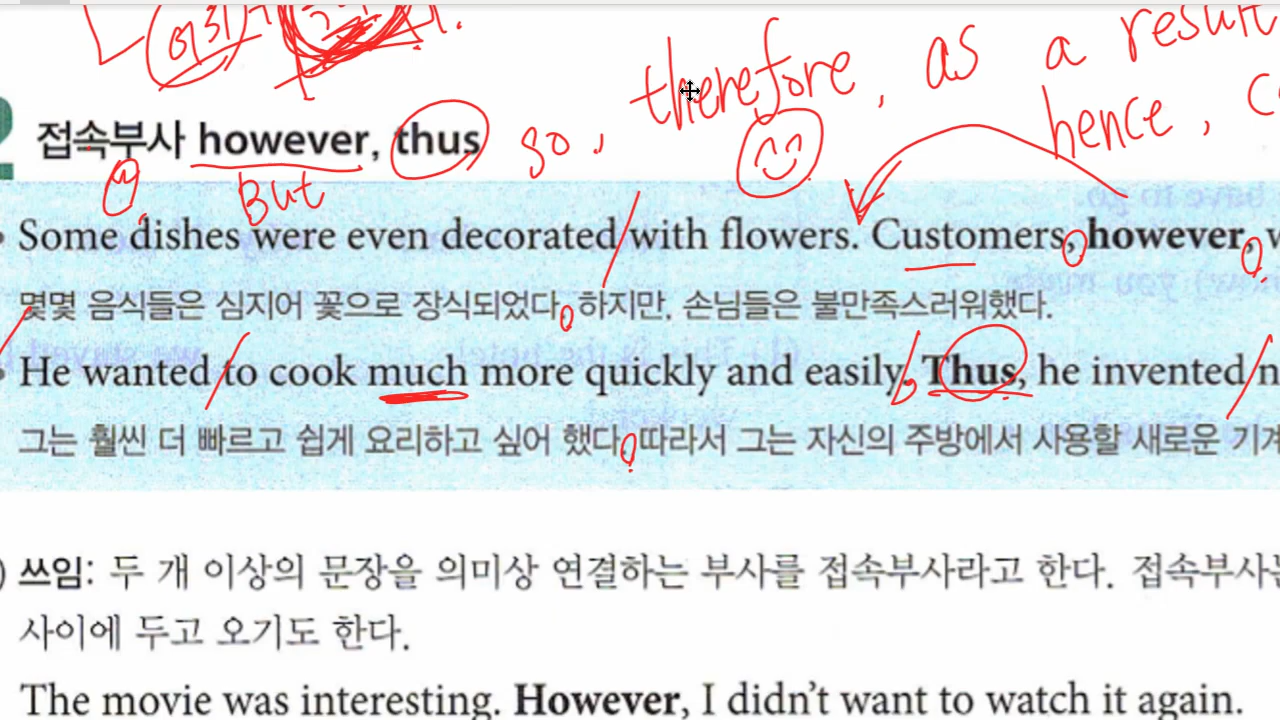 therefore, as a result
hence, c
접속부사 however, thus so,
But
Some dishes were even decorated with flowers. Customers, however,
몇몇 음식들은 심지어 꽃으로 장식되었다. 하지만, 손님들은 불만족스러워했다.
He wanted to cook much more quickly and easily. Thus, he invented n
그는 훨씬 더 빠르고 쉽게 요리하고 싶어 했다. 따라서 그는 자신의 주방에서 사용할 새로운 기계
) 쓰임: 두 개 이상의 문장을 의미상 연결하는 부사를 접속부사라고 한다. 접속부사는
사이에 두고 오기도 한다.
The movie was interesting. However, I didn't want to watch it again.